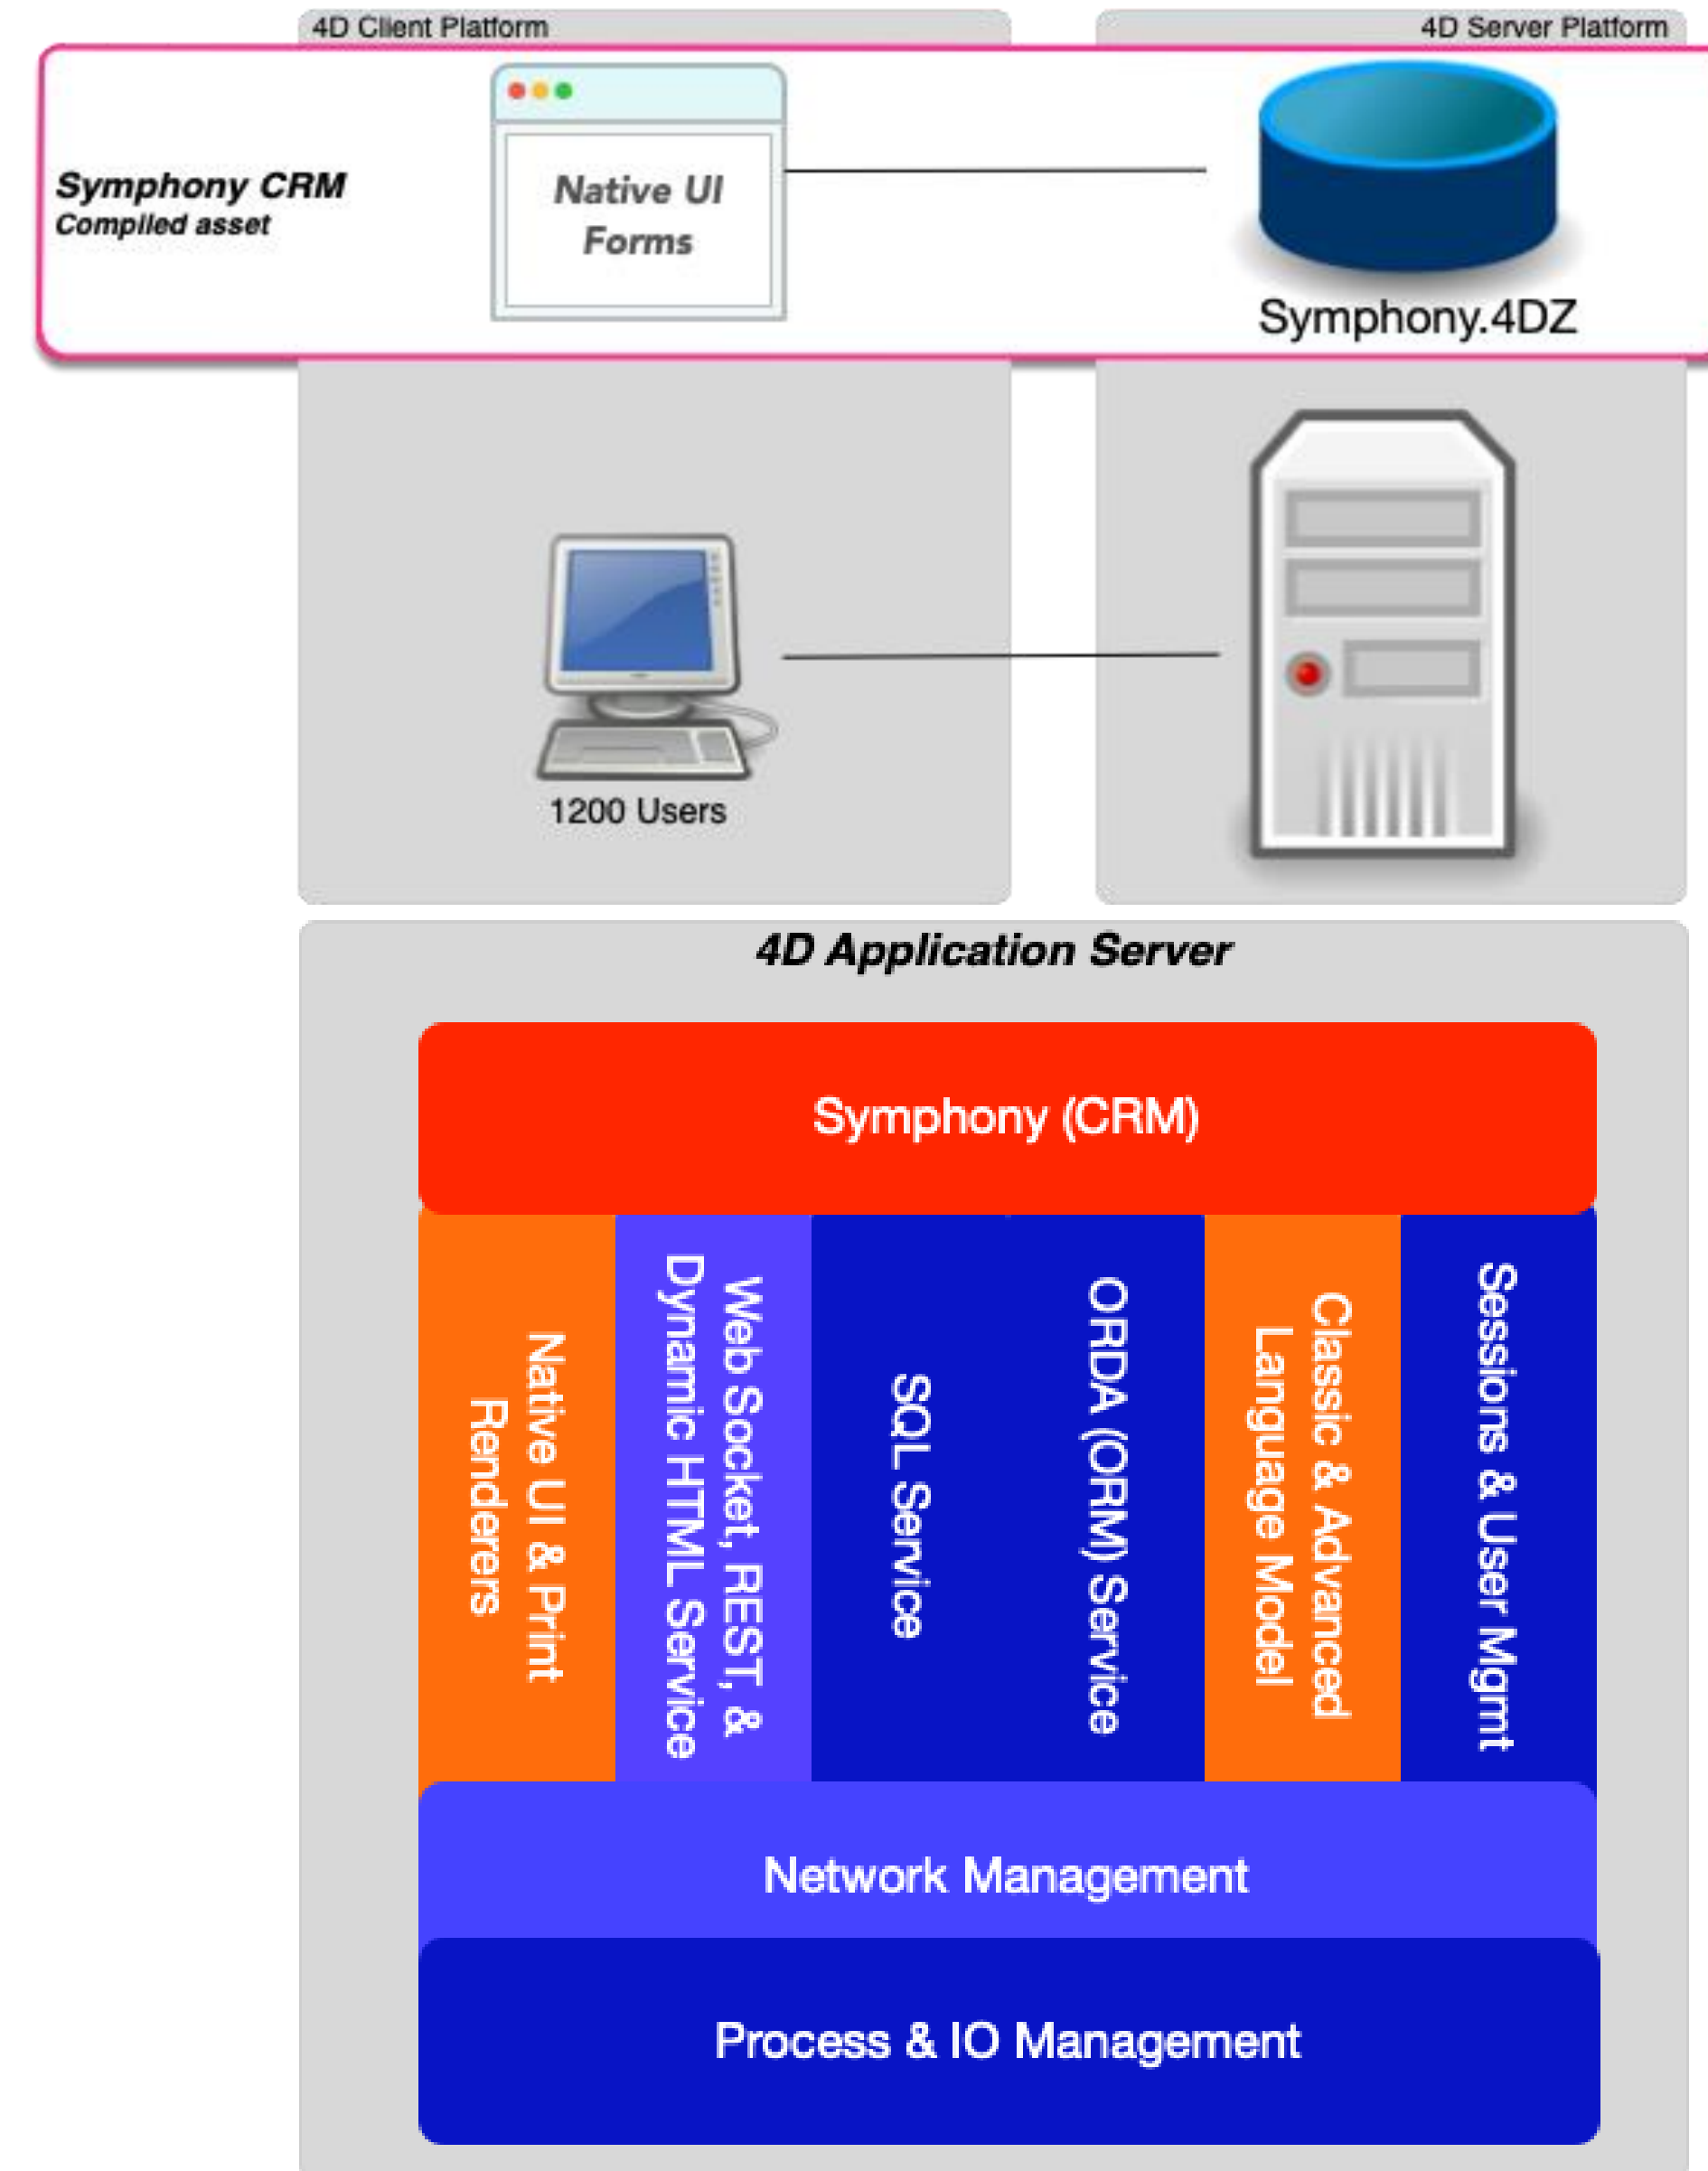 4D Client Platform
4D Server Platform
Symphony CRM
Compiled asset
Native UI
Forms
Symphony.4DZ
1200 Users
4D Application Server
Symphony (CRM)
Native UI & Print
Renderers
Web Socket, REST, &
Dynamic HTML Service
SQL Service
ORDA (ORM) Service
Classic & Advanced
Language Model
Sessions & User Mgmt
Network Management
Process & IO Management